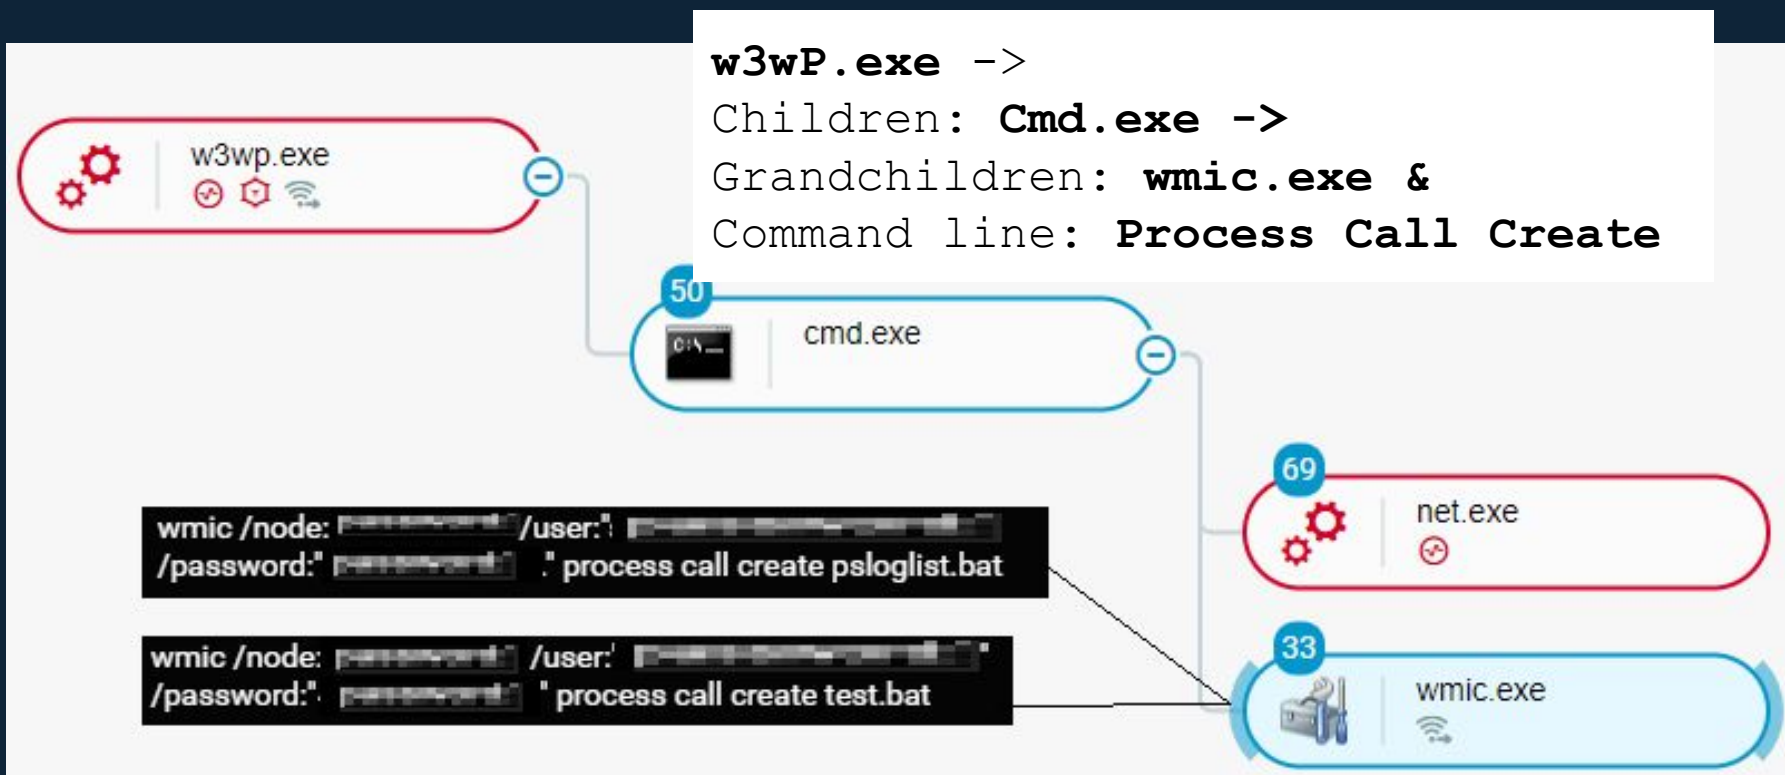 w3wP.exe ->
Children: Cmd.exe ->
Grandchildren: wmic.exe &
Command line: Process Call Create
w3wp.exe
50
C:\_
cmd.exe
69
net.exe
wmic /node: /user:"
/password:" ." process call create psloglist.bat
wmic /node: /user:' "
/password:" " process call create test.bat
33
wmic.exe